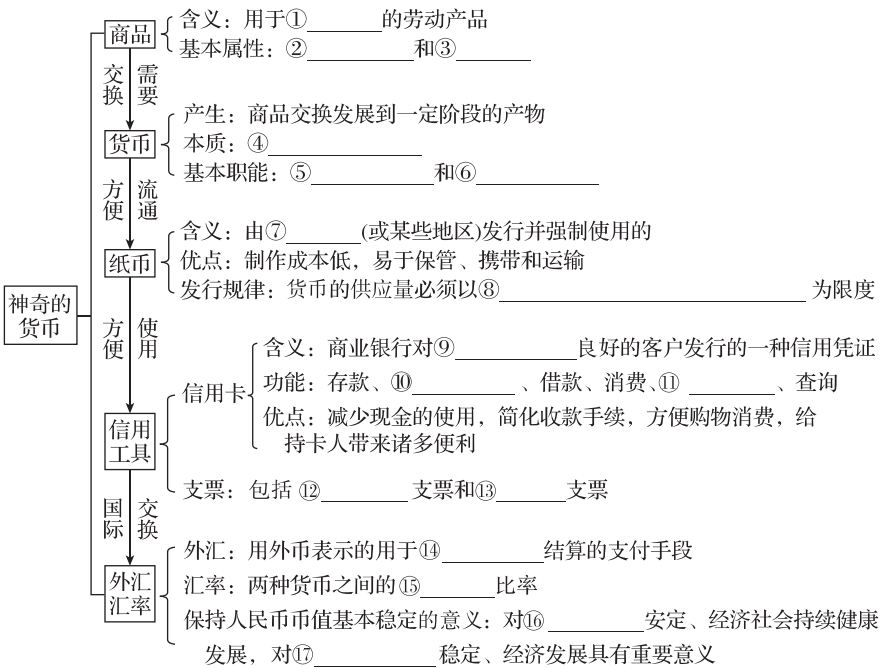 商品
含义：用于①______的劳动产品
基本属性：②______和③______
交换 需要
货币
产生：商品交换发展到一定阶段的产物
本质：④______
基本职能：⑤______和⑥______
方便 流通
纸币
含义：由⑦______(或某些地区)发行并强制使用的
优点：制作成本低，易于保管、携带和运输
发行规律：货币的供应量必须以⑧______为限度
神奇的
货币
方便 使用
信用
工具
信用卡
含义：商业银行对⑨______良好的客户发行的一种信用凭证
功能：存款、⑩______、借款、消费、⑪______、查询
优点：减少现金的使用，简化收款手续，方便购物消费，给
持卡人带来诸多便利
支票：包括⑫______支票和⑬______支票
国际 交换
外汇
汇率
外汇：用外币表示的用于⑭______结算的支付手段
汇率：两种货币之间的⑮______比率
保持人民币币值基本稳定的意义：对⑯______安定、经济社会持续健康
发展，对⑰______稳定、经济发展具有重要意义